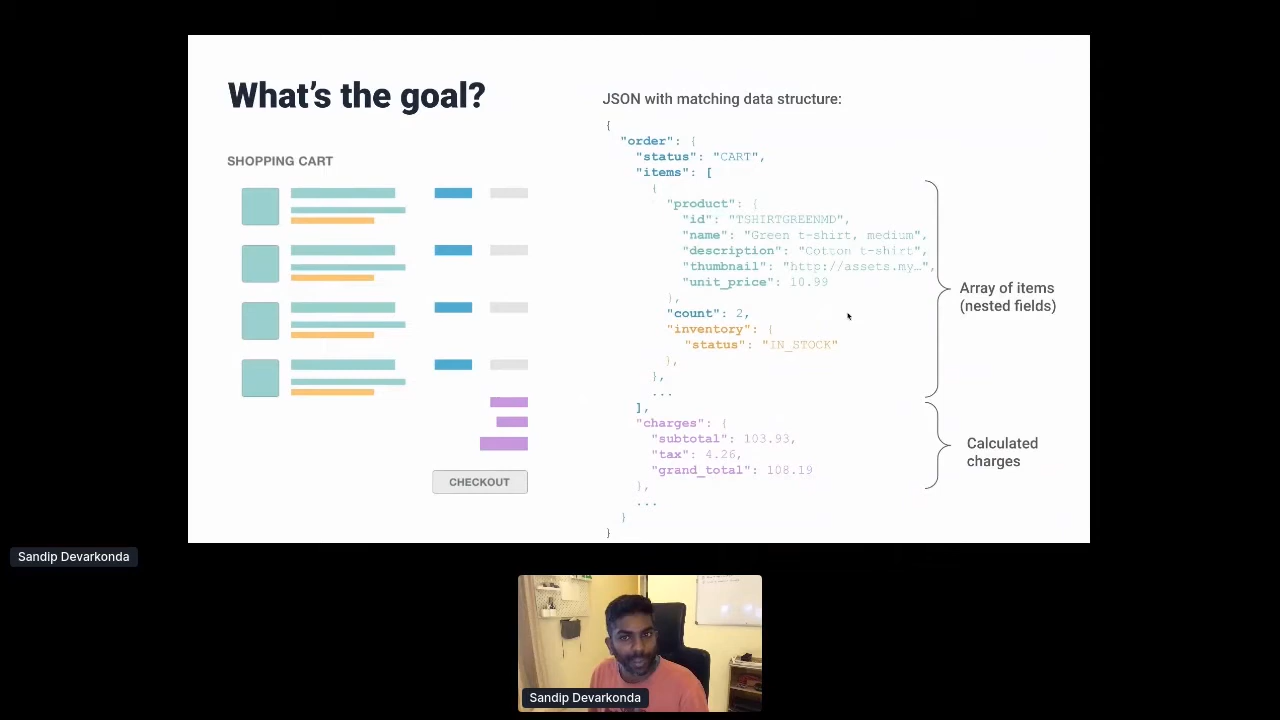 What's the goal?
SHOPPING CART
CHECKOUT
JSON with matching data structure:
{
"order": {
"status": "CART",
"items": [
{
"product": {
"id": "TSHIRTGREENMD",
"name": "Green t-shirt, medium",
"description": "Cotton t-shirt",
"thumbnail": "http://assets.my…",
"unit_price": 10.99
},
"count": 2,
"inventory": {
"status": "IN_STOCK"
},
},
...
],
"charges": {
"subtotal": 103.93,
"tax": 4.26,
"grand_total": 108.19
},
...
}
}
Array of items
(nested fields)
Calculated
charges
Sandip Devarkonda
Sandip Devarkonda